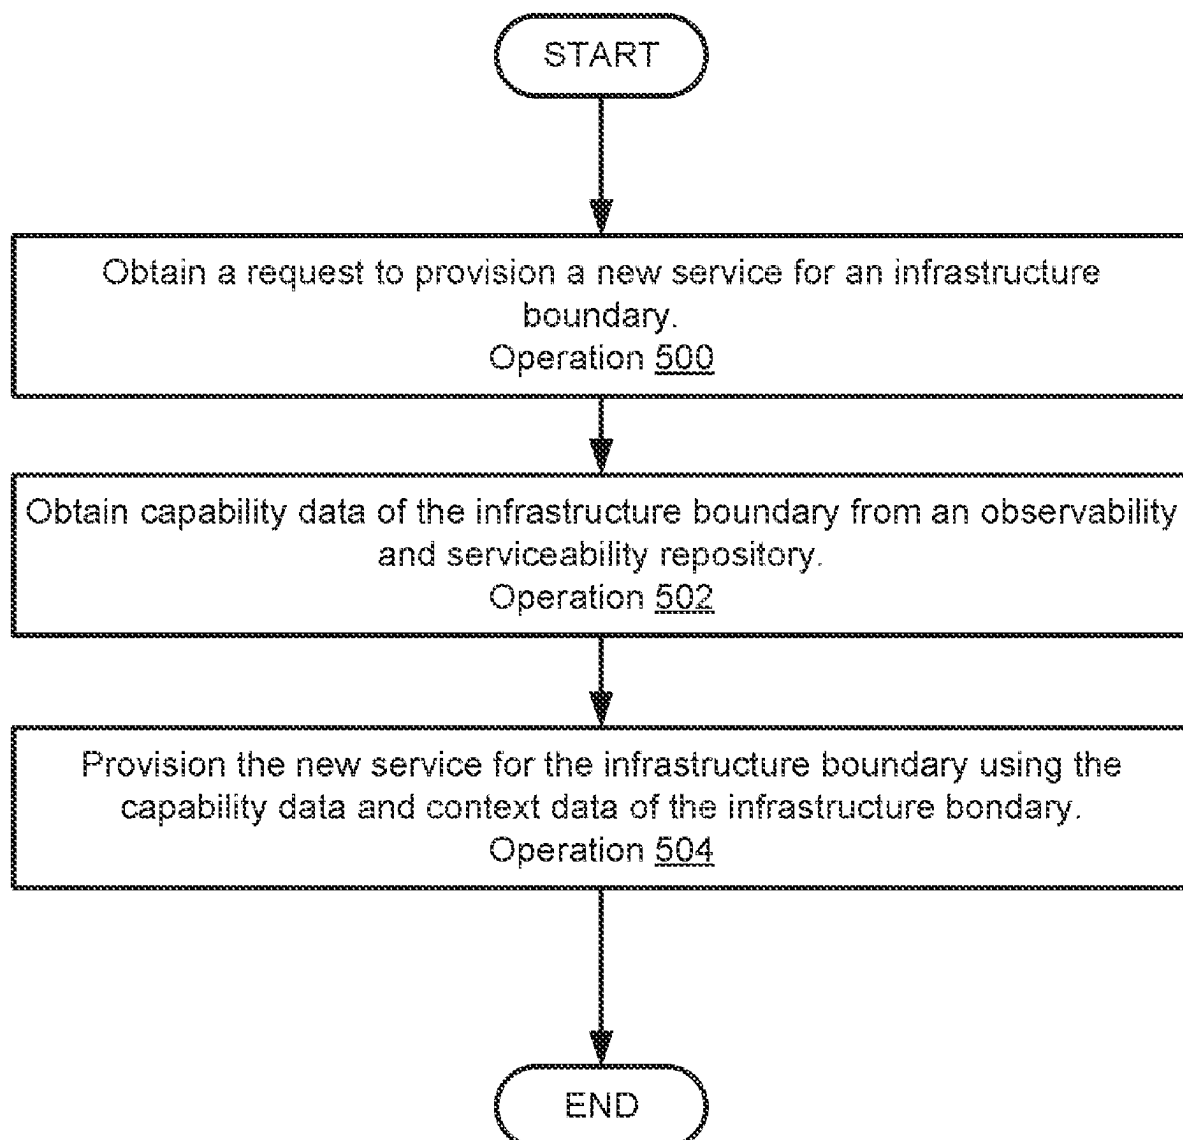 START
Obtain a request to provision a new service for an infrastructure
boundary.
Operation 500
Obtain capability data of the infrastructure boundary from an observability
and serviceability repository.
Operation 502
Provision the new service for the infrastructure boundary using the
capability data and context data of the infrastructure bondary.
Operation 504
END